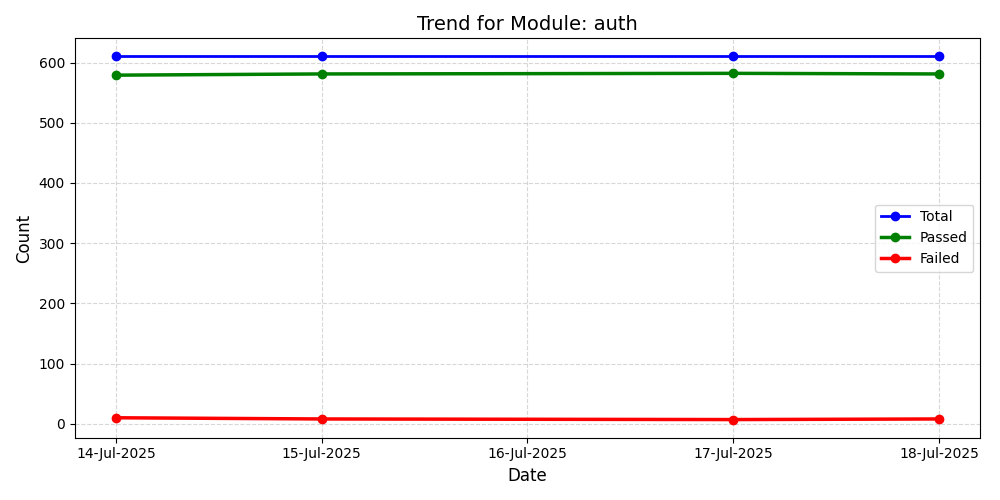 Trend for Module: auth
600
500
400
300
200
100
0
Count
Total
Passed
Failed
14-Jul-2025
15-Jul-2025
16-Jul-2025
17-Jul-2025
18-Jul-2025
Date